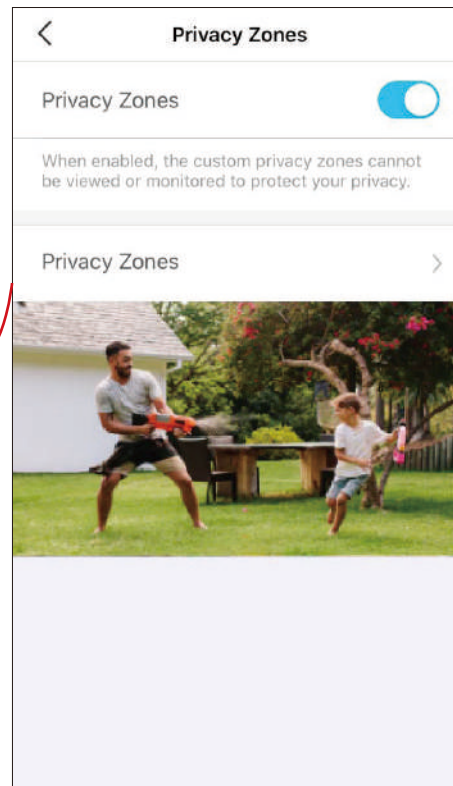 Privacy Zones
Privacy Zones
When enabled, the custom privacy zones cannot
be viewed or monitored to protect your privacy.
Privacy Zones